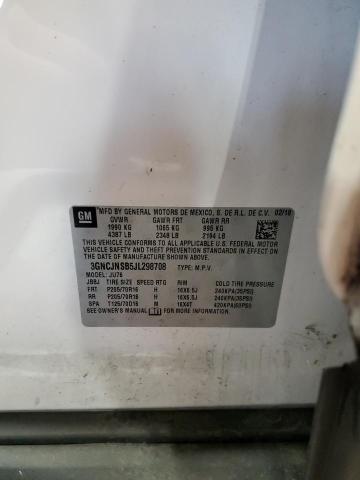 GM MFD BY GENERAL MOTORS DE MEXICO, S. DE R.L. DE C.V. 02/18
GVWR GAWR FRT GAWR RR
1990 KG 1065 KG 995 KG
4387 LB 2348 LB 2194 LB
THIS VEHICLE CONFORMS TO ALL APPLICABLE U.S. FEDERAL MOTOR
VEHICLE SAFETY AND THEFT PREVENTION STANDARDS IN EFFECT ON
THE DATE OF MANUFACTURE SHOWN ABOVE.
3GNCJNSB5JL298708 TYPE: M.P.V.
MODEL: JU76
JBBJ TIRE SIZE SPEED RTG RIM COLD TIRE PRESSURE
FRT P205/70R16 H 16X6.5J 240KPA(35PSI)
RR P205/70R16 H 16X6.5J 240KPA(35PSI)
SPA T125/70D16 M 16X4T 420KPA(60PSI)
SEE OWNER'S MANUAL FOR MORE INFORMATION.